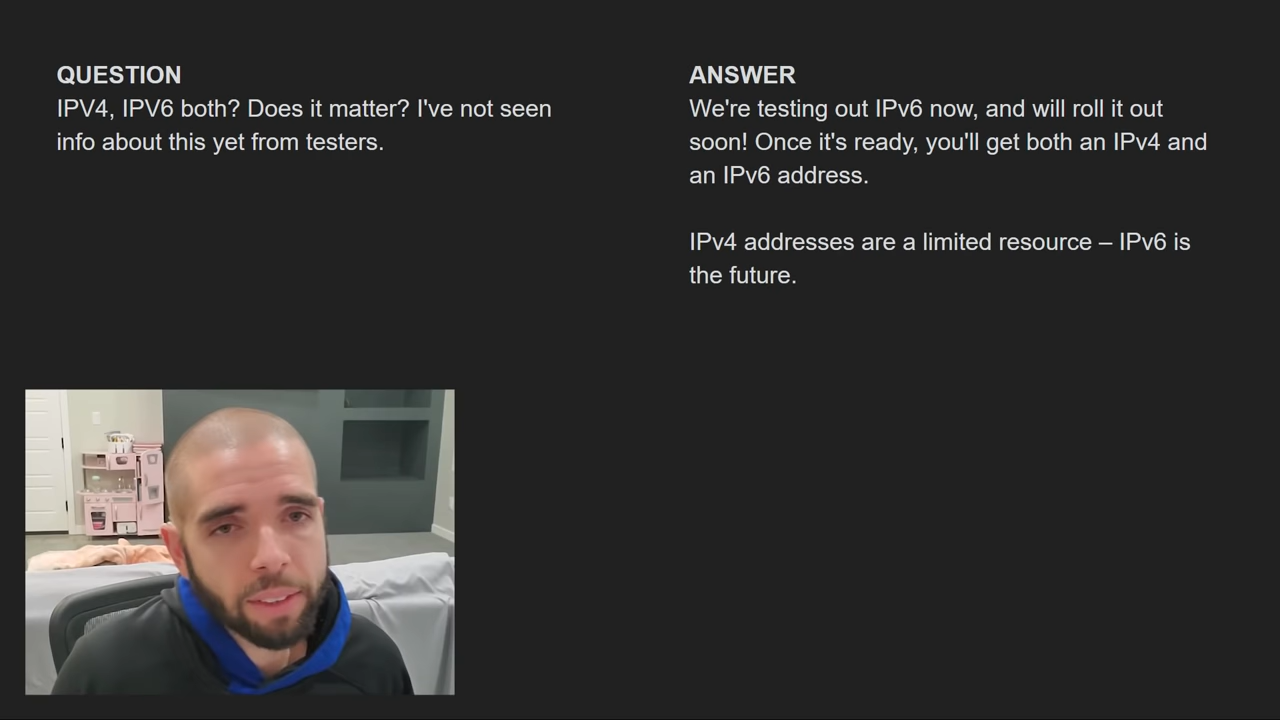 QUESTION
IPV4, IPV6 both? Does it matter? I've not seen
info about this yet from testers.
ANSWER
We're testing out IPv6 now, and will roll it out
soon! Once it's ready, you'll get both an IPv4 and
an IPv6 address.
IPv4 addresses are a limited resource – IPv6 is
the future.